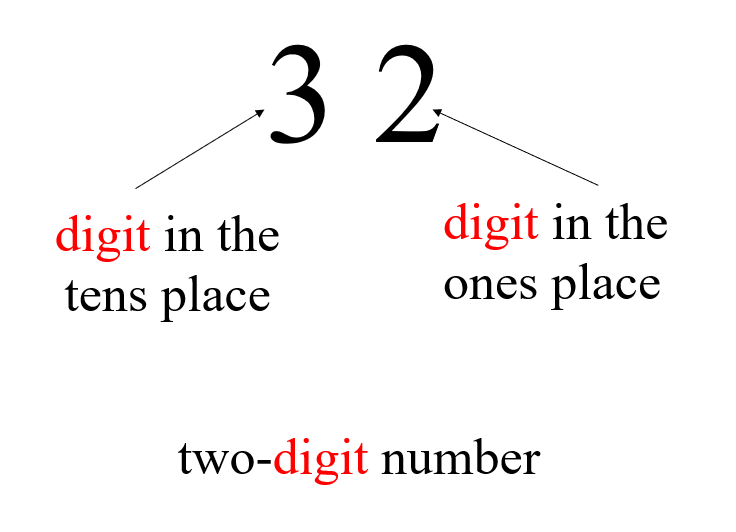 3 2
digit in the
tens place
digit in the
ones place
two-digit number